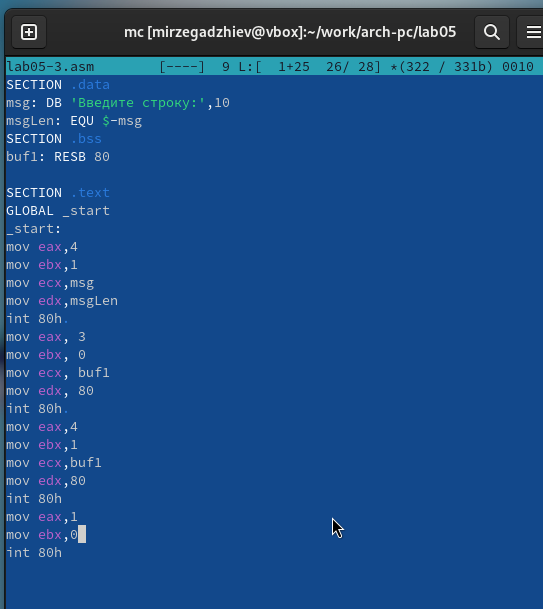 mc [mirzegadzhiev@vbox]:~/work/arch-pc/lab05
lab05-3.asm [----] 9 L:[ 1+25 26/ 28] *(322 / 331b) 0010
SECTION .data
msg: DB 'Введите строку:',10
msgLen: EQU $-msg
SECTION .bss
buf1: RESB 80
SECTION .text
GLOBAL _start
_start:
mov eax,4
mov ebx,1
mov ecx,msg
mov edx,msgLen
int 80h.
mov eax, 3
mov ebx, 0
mov ecx, buf1
mov edx, 80
int 80h.
mov eax,4
mov ebx,1
mov ecx,buf1
mov edx,80
int 80h
mov eax,1
mov ebx,0
int 80h